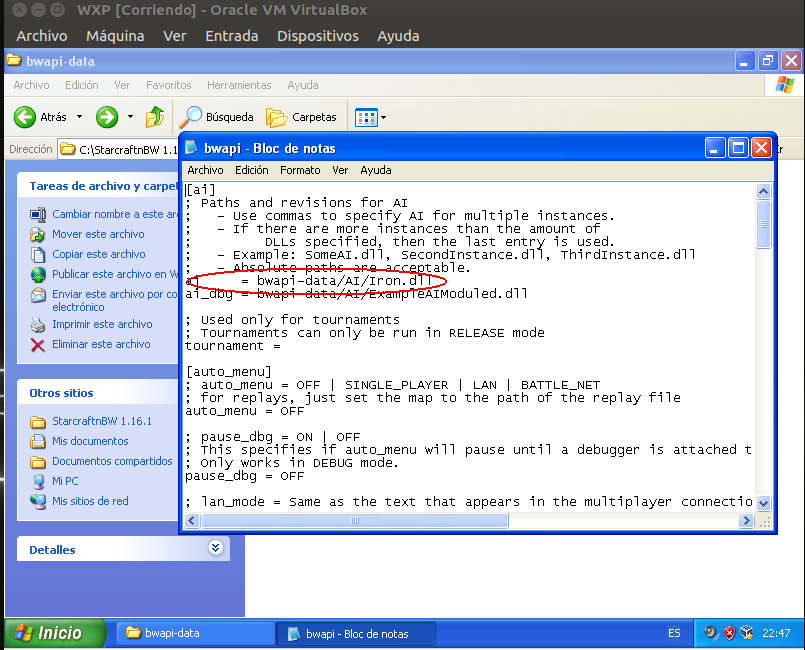 WXP [Corriendo] - Oracle VM VirtualBox
Archivo Máquina Ver Entrada Dispositivos Ayuda
bwapi-data
Archivo Edición Ver Favoritos Herramientas Ayuda
Atrás Búsqueda Carpetas
Dirección C:\StarcraftnBW 1.1
Tareas de archivo y carpet
Cambiar nombre a este ar
Mover este archivo
Copiar este archivo
Publicar este archivo en W
Enviar este archivo por co
electrónico
Imprimir este archivo
Eliminar este archivo
Otros sitios
StarcraftnBW 1.16.1
Mis documentos
Documentos compartidos
Mi PC
Mis sitios de red
Detalles
bwapi - Bloc de notas
Archivo Edición Formato Ver Ayuda
[ai]
; Paths and revisions for AI
;   - Use commas to specify AI for multiple instances.
;   - If there are more instances than the amount of
;         DLLs specified, then the last entry is used.
;   - Example: SomeAI.dll, SecondInstance.dll, ThirdInstance.dll
;   - Absolute paths are acceptable.
ai     = bwapi-data/AI/Iron.dll
ai_dbg = bwapi-data/AI/ExampleAIModuled.dll
; Used only for tournaments
; Tournaments can only be run in RELEASE mode
tournament =
[auto_menu]
; auto_menu = OFF | SINGLE_PLAYER | LAN | BATTLE_NET
; for replays, just set the map to the path of the replay file
auto_menu = OFF
; pause_dbg = ON | OFF
; This specifies if auto_menu will pause until a debugger is attached t
; Only works in DEBUG mode.
pause_dbg = OFF
; lan_mode = Same as the text that appears in the multiplayer connectio
Inicio bwapi-data bwapi - Bloc de notas ES 22:47